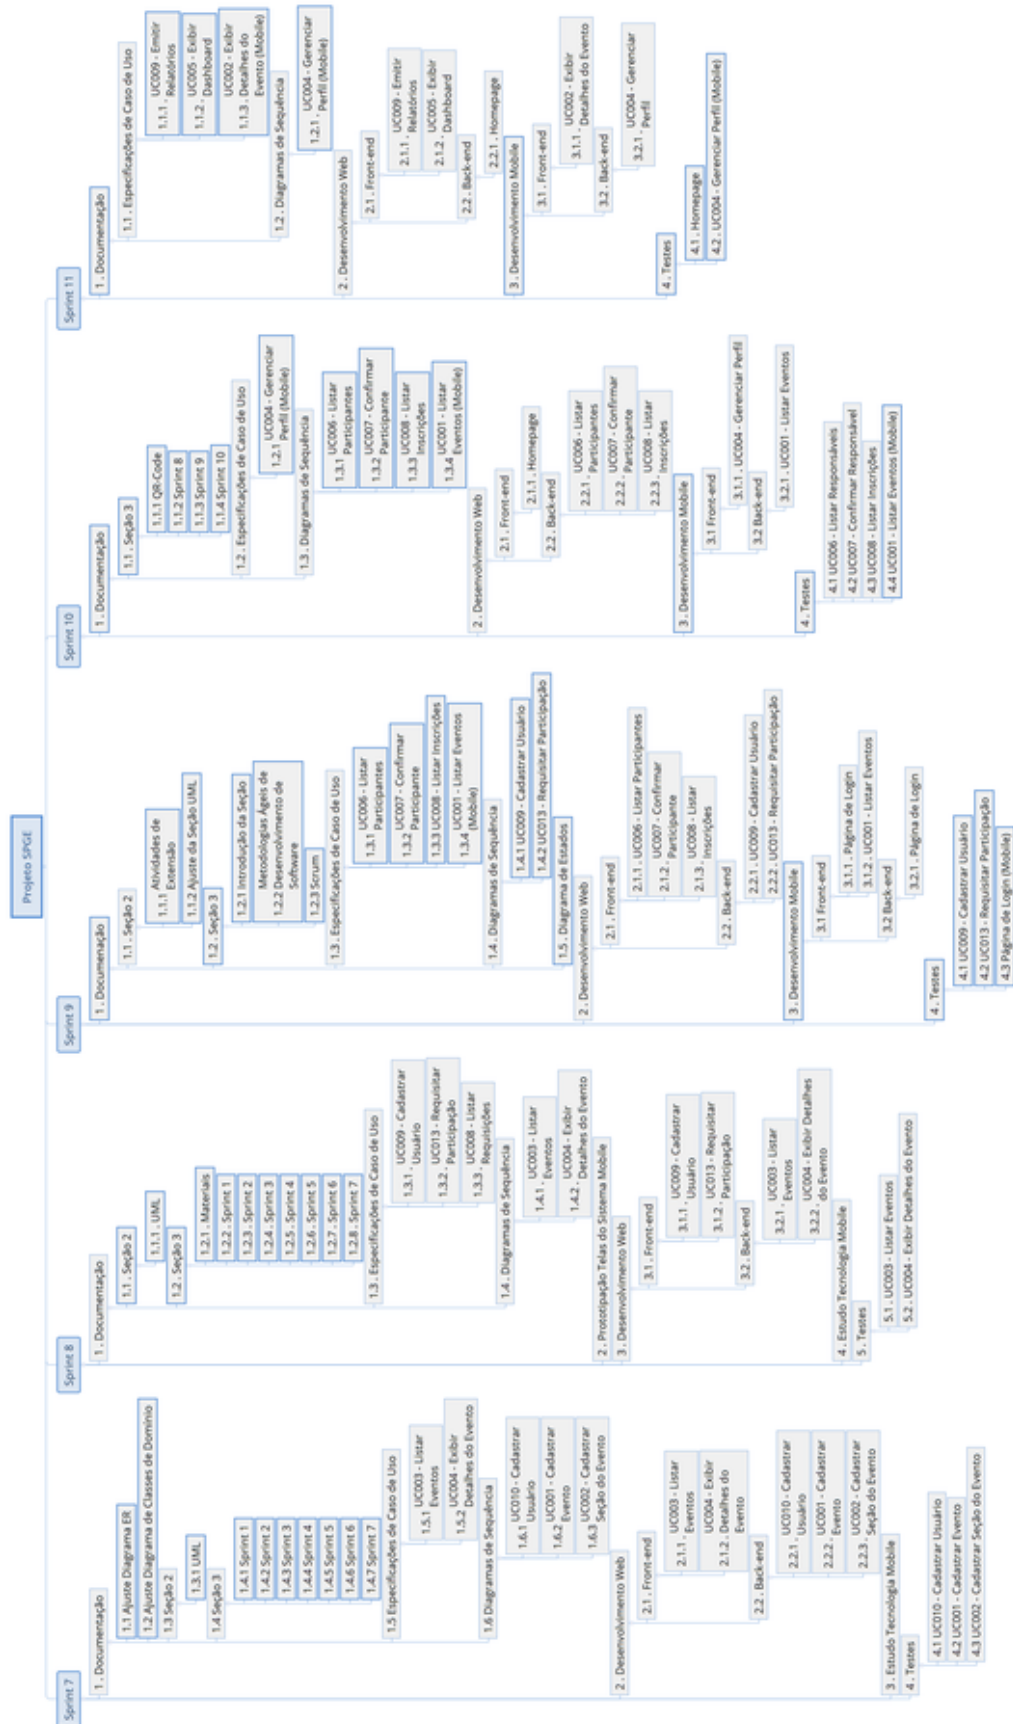 Projeto SPGE
Sprint 7
1 . Documentação
1.1 Ajuste Diagrama ER
1.2 Ajuste Diagrama de Classes de Domínio
1.3 Seção 2
1.3.1 UML
1.4 Seção 3
1.4.1 Sprint 1
1.4.2 Sprint 2
1.4.3 Sprint 3
1.4.4 Sprint 4
1.4.5 Sprint 5
1.4.6 Sprint 6
1.4.7 Sprint 7
1.5 Especificações de Caso de Uso
1.5.1 UC003 - Listar
Eventos
1.5.2 UC004 - Exibir
Detalhes do Evento
1.6 Diagramas de Sequência
1.6.1 UC010 - Cadastrar
Usuário
1.6.2 UC001 - Cadastrar
Evento
1.6.3 UC002 - Cadastrar
Seção do Evento
2 . Desenvolvimento Web
2.1 . Front-end
2.1.1 . UC003 - Listar
Eventos
2.1.2 . UC004 - Exibir
Detalhes do
Evento
2.2 . Back-end
2.2.1 . UC010 - Cadastrar
Usuário
2.2.2 . UC001 - Cadastrar
Evento
2.2.3 . UC002 - Cadastrar
Seção do Evento
3 . Estudo Tecnologia Mobile
4 . Testes
4.1 UC010 - Cadastrar Usuário
4.2 UC001 - Cadastrar Evento
4.3 UC002 - Cadastrar Seção do Evento
Sprint 8
1 . Documentação
1.1 . Seção 2
1.1.1 . UML
1.2 . Seção 3
1.2.1 . Materiais
1.2.2 . Sprint 1
1.2.3 . Sprint 2
1.2.4 . Sprint 3
1.2.5 . Sprint 4
1.2.6 . Sprint 5
1.2.7 . Sprint 6
1.2.8 . Sprint 7
1.3 . Especificações de Caso de Uso
1.3.1 . UC009 - Cadastrar
Usuário
1.3.2 . UC013 - Requisitar
Participação
1.3.3 . UC008 - Listar
Requisições
1.4 . Diagramas de Sequência
1.4.1 . UC003 - Listar
Eventos
1.4.2 . UC004 - Exibir
Detalhes do Evento
2 . Prototipação Telas do Sistema Mobile
3 . Desenvolvimento Web
3.1 . Front-end
3.1.1 . UC009 - Cadastrar
Usuário
3.1.2 . UC013 - Requisitar
Participação
3.2 . Back-end
3.2.1 . UC003 - Listar
Eventos
3.2.2 . UC004 - Exibir Detalhes
do Evento
4 . Estudo Tecnologia Mobile
5 . Testes
5.1 . UC003 - Listar Eventos
5.2 . UC004 - Exibir Detalhes do Evento
Sprint 9
1 . Documenação
1.1 . Seção 2
1.1.1 Atividades de
Extensão
1.1.2 Ajuste da Seção UML
1.2 . Seção 3
1.2.1 Introdução da Seção
1.2.2 Metodologias Ágeis de
Desenvolvimento de
Software
1.2.3 Scrum
1.3 . Especificações de Caso de Uso
1.3.1 UC006 - Listar
Participantes
1.3.2 UC007 - Confirmar
Participante
1.3.3 UC008 - Listar Inscrições
1.3.4 UC001 - Listar Eventos
(Mobile)
1.4 . Diagramas de Sequência
1.4.1 UC009 - Cadastrar Usuário
1.4.2 UC013 - Requisitar Participação
1.5 . Diagrama de Estados
2 . Desenvolvimento Web
2.1 . Front-end
2.1.1 . UC006 - Listar Participantes
2.1.2 . UC007 - Confirmar
Participante
2.1.3 . UC008 - Listar
Inscrições
2.2 . Back-end
2.2.1 . UC009 - Cadastrar Usuário
2.2.2 . UC013 - Requisitar Participação
3 . Desenvolvimento Mobile
3.1 Front-end
3.1.1 . Página de Login
3.1.2 . UC001 - Listar Eventos
3.2 Back-end
3.2.1 . Página de Login
4 . Testes
4.1 UC009 - Cadastrar Usuário
4.2 UC013 - Requisitar Participação
4.3 Página de Login (Mobile)
Sprint 10
1 . Documentação
1.1 . Seção 3
1.1.1 QR-Code
1.1.2 Sprint 8
1.1.3 Sprint 9
1.1.4 Sprint 10
1.2 . Especificações de Caso de Uso
1.2.1 UC004 - Gerenciar
Perfil (Mobile)
1.3 . Diagramas de Sequência
1.3.1 UC006 - Listar
Participantes
1.3.2 UC007 - Confirmar
Participante
1.3.3 UC008 - Listar
Inscrições
1.3.4 UC001 - Listar
Eventos (Mobile)
2 . Desenvolvimento Web
2.1 . Front-end
2.1.1 . Homepage
2.2 . Back-end
2.2.1 . UC006 - Listar
Participantes
2.2.2 . UC007 - Confirmar
Participante
2.2.3 . UC008 - Listar
Inscrições
3 . Desenvolvimento Mobile
3.1 Front-end
3.1.1 . UC004 - Gerenciar Perfil
3.2 Back-end
3.2.1 . UC001 - Listar Eventos
4 . Testes
4.1 UC006 - Listar Responsáveis
4.2 UC007 - Confirmar Responsável
4.3 UC008 - Listar Inscrições
4.4 UC001 - Listar Eventos (Mobile)
Sprint 11
1 . Documentação
1.1 . Especificações de Caso de Uso
1.1.1 . UC009 - Emitir
Relatórios
1.1.2 . UC005 - Exibir
Dashboard
1.1.3 . UC002 - Exibir
Detalhes do
Evento (Mobile)
1.2 . Diagramas de Sequência
1.2.1 . UC004 - Gerenciar
Perfil (Mobile)
2 . Desenvolvimento Web
2.1 . Front-end
2.1.1 . UC009 - Emitir
Relatórios
2.1.2 . UC005 - Exibir
Dashboard
2.2 . Back-end
2.2.1 . Homepage
3 . Desenvolvimento Mobile
3.1 . Front-end
3.1.1 . UC002 - Exibir
Detalhes do Evento
3.2 . Back-end
3.2.1 . UC004 - Gerenciar
Perfil
4 . Testes
4.1 . Homepage
4.2 . UC004 - Gerenciar Perfil (Mobile)